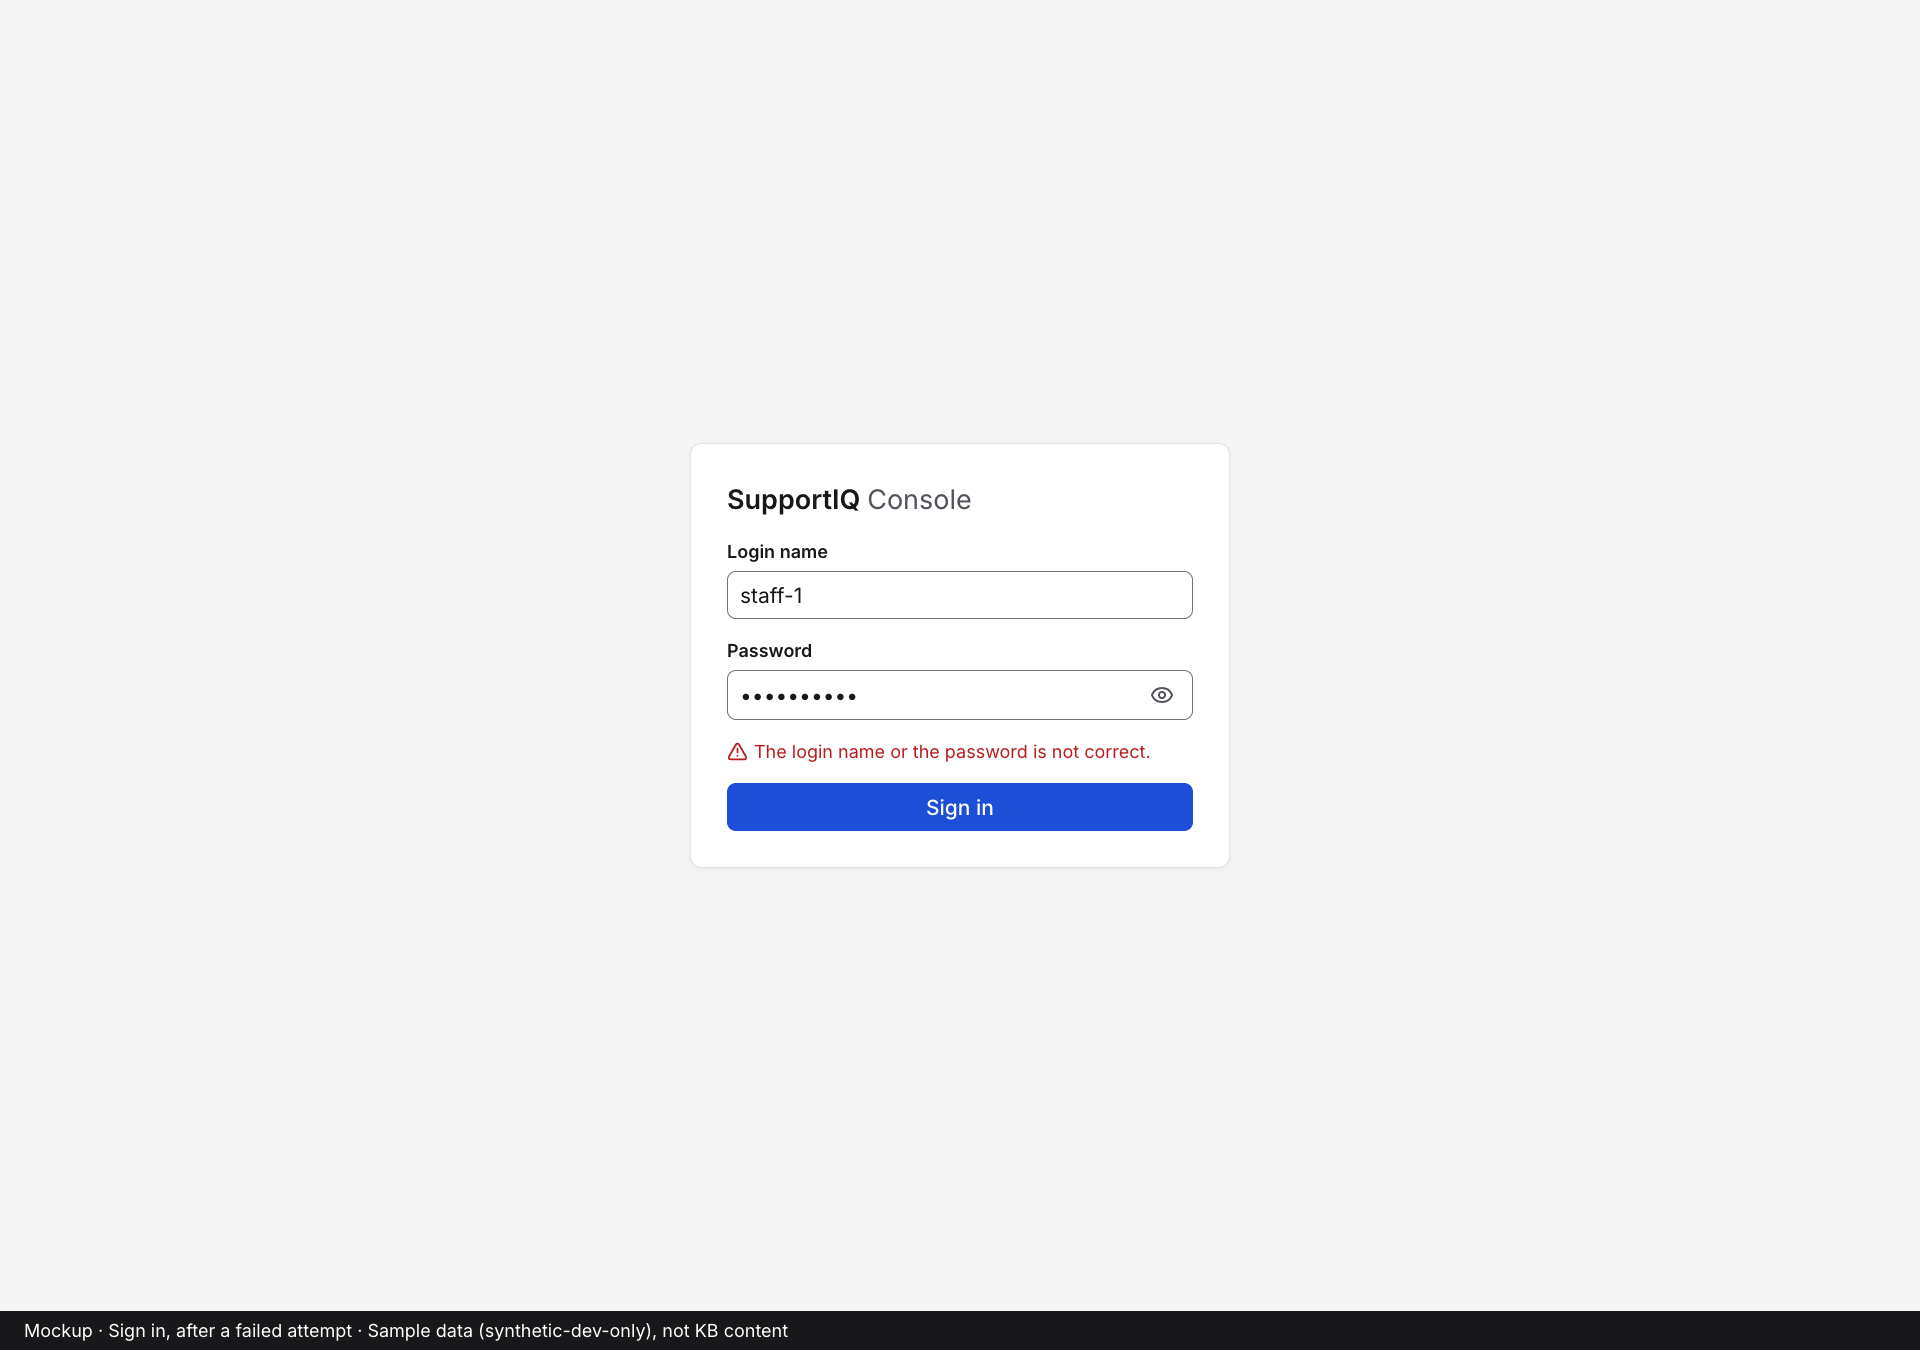 SupportIQ Console
Login name
staff-1
Password
••••••••••
The login name or the password is not correct.
Sign in
Mockup · Sign in, after a failed attempt · Sample data (synthetic-dev-only), not KB content